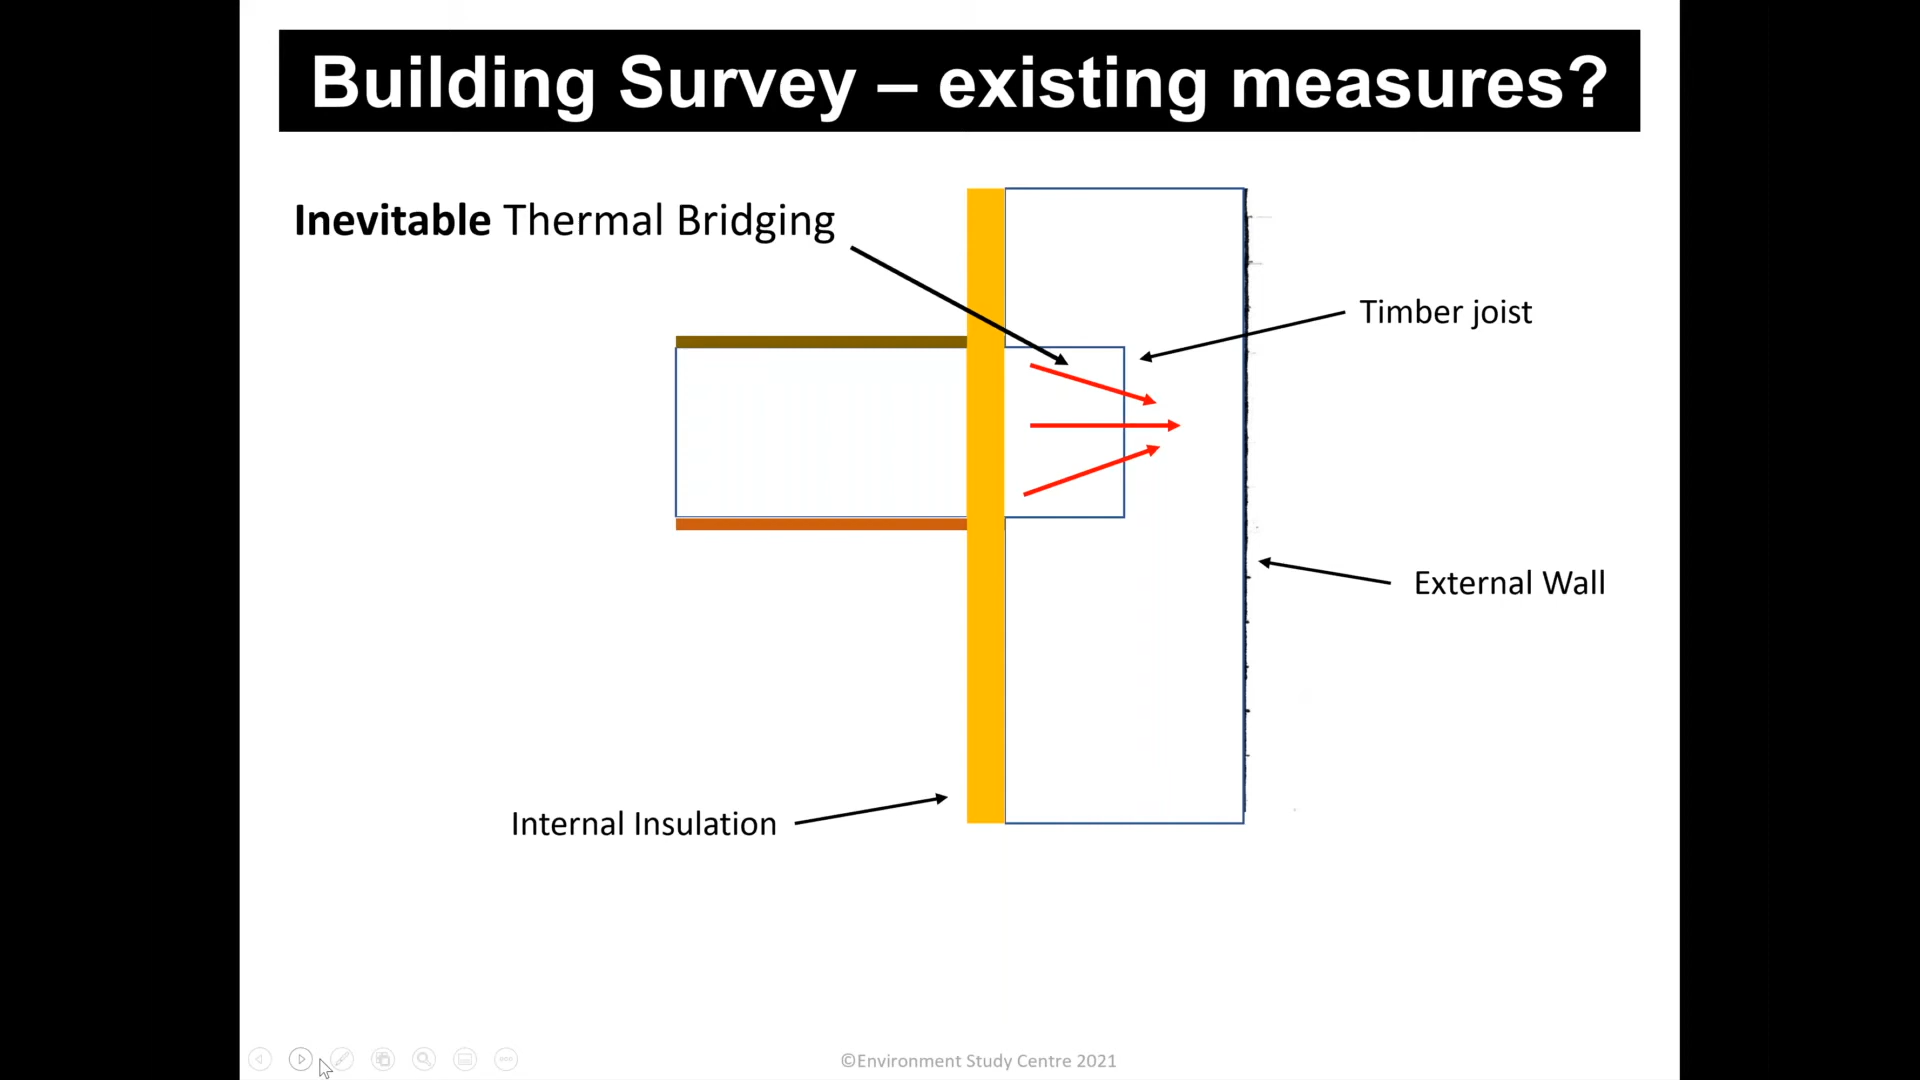 Building Survey – existing measures?
Inevitable Thermal Bridging
Timber joist
External Wall
Internal Insulation
©Environment Study Centre 2021